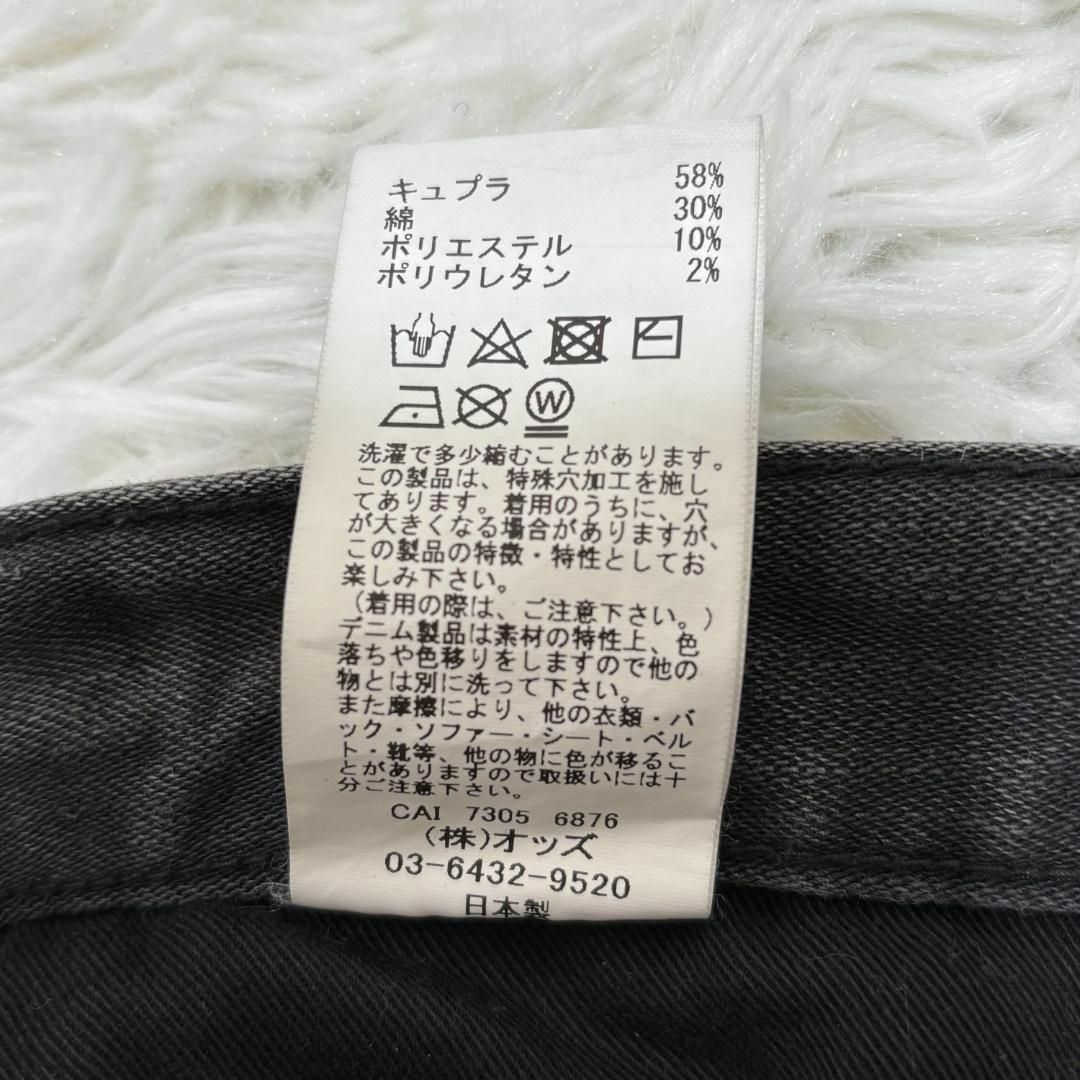 キュプラ 58%
綿 30%
ポリエステル 10%
ポリウレタン 2%
W
洗濯で多少縮むことがあります。
この製品は、特殊穴加工を施し
てあります。着用のうちに、穴
が大きくなる場合がありますが、
この製品の特徴・特性としてお
楽しみ下さい。
（着用の際は、ご注意下さい。）
デニム製品は素材の特性上、色
落ちや色移りをしますので他の
物とは別に洗って下さい。
また摩擦により、他の衣類・バ
ック・ソファー・シート・ベル
ト・靴等、他の物に色が移るこ
とがありますので取扱いには十
分ご注意下さい。
CAI 7305 6876
(株)オッズ
03-6432-9520
日本製